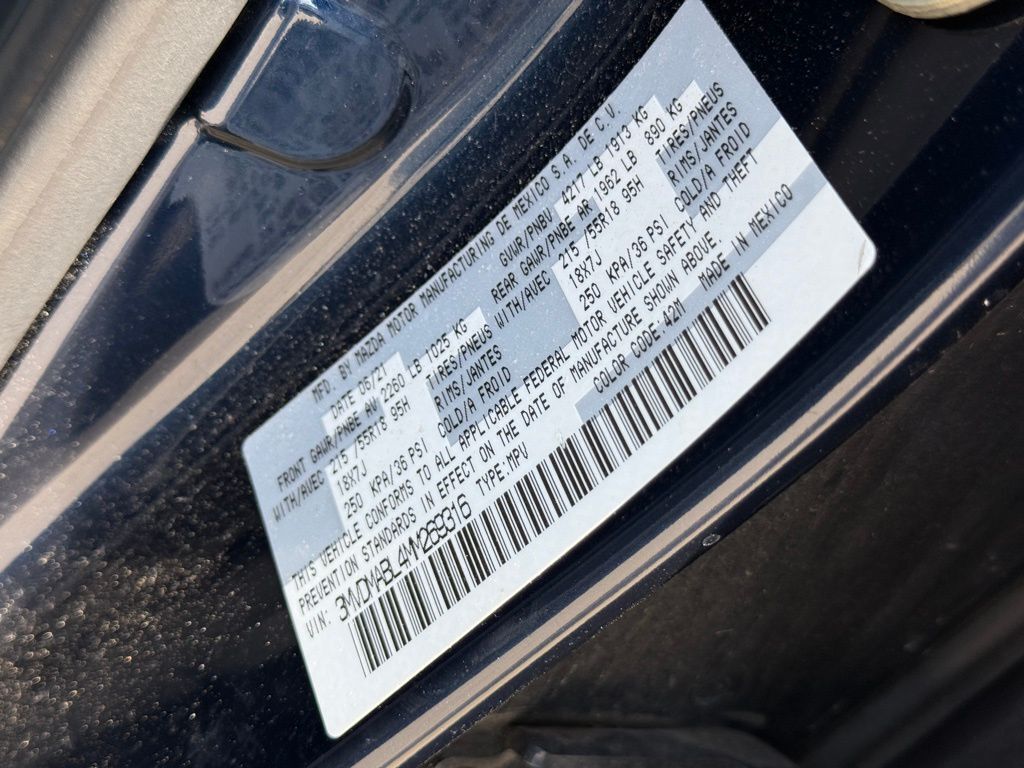 MFD. BY MAZDA MOTOR MANUFACTURING DE MEXICO S.A. DE C.V.
DATE 06/21 GVWR/PNBV 4217 LB 1913 KG
FRONT GAWR/PNBE AV 2260 LB 1025 KG REAR GAWR/PNBE AR 1962 LB 890 KG
WITH/AVEC 215 /55R18 95H TIRES/PNEUS WITH/AVEC 215 /55R18 95H TIRES/PNEUS
18X7J RIMS/JANTES 18X7J RIMS/JANTES
250 KPA/36 PSI COLD/A FROID 250 KPA/36 PSI COLD/A FROID
THIS VEHICLE CONFORMS TO ALL APPLICABLE FEDERAL MOTOR VEHICLE SAFETY AND THEFT
PREVENTION STANDARDS IN EFFECT ON THE DATE OF MANUFACTURE SHOWN ABOVE.
VIN: 3MVDMABL4MM269316 TYPE:MPV COLOR CODE:42M MADE IN MEXICO